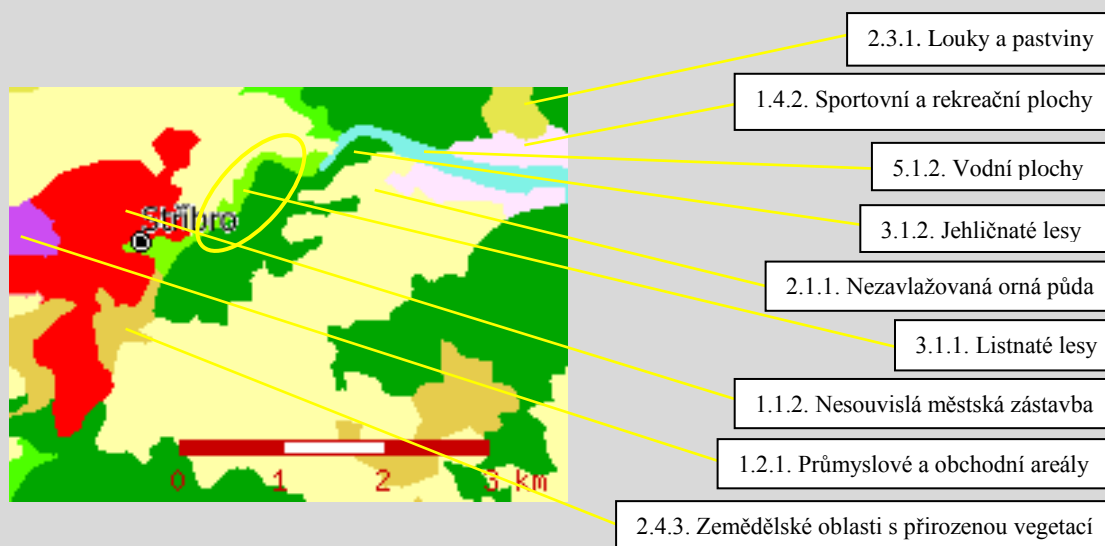 2.3.1. Louky a pastviny
1.4.2. Sportovní a rekreační plochy
5.1.2. Vodní plochy
3.1.2. Jehličnaté lesy
Stříbro
2.1.1. Nezavlažovaná orná půda
3.1.1. Listnaté lesy
1.1.2. Nesouvislá městská zástavba
1.2.1. Průmyslové a obchodní areály
0 1 2 3 km
2.4.3. Zemědělské oblasti s přirozenou vegetací